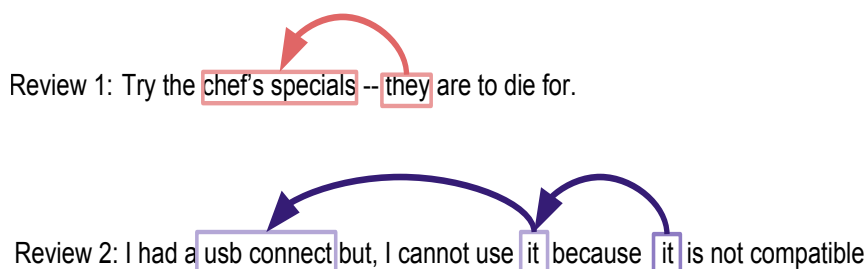 Review 1: Try the chef's specials -- they are to die for.
Review 2: I had a usb connect but, I cannot use it because it is not compatible